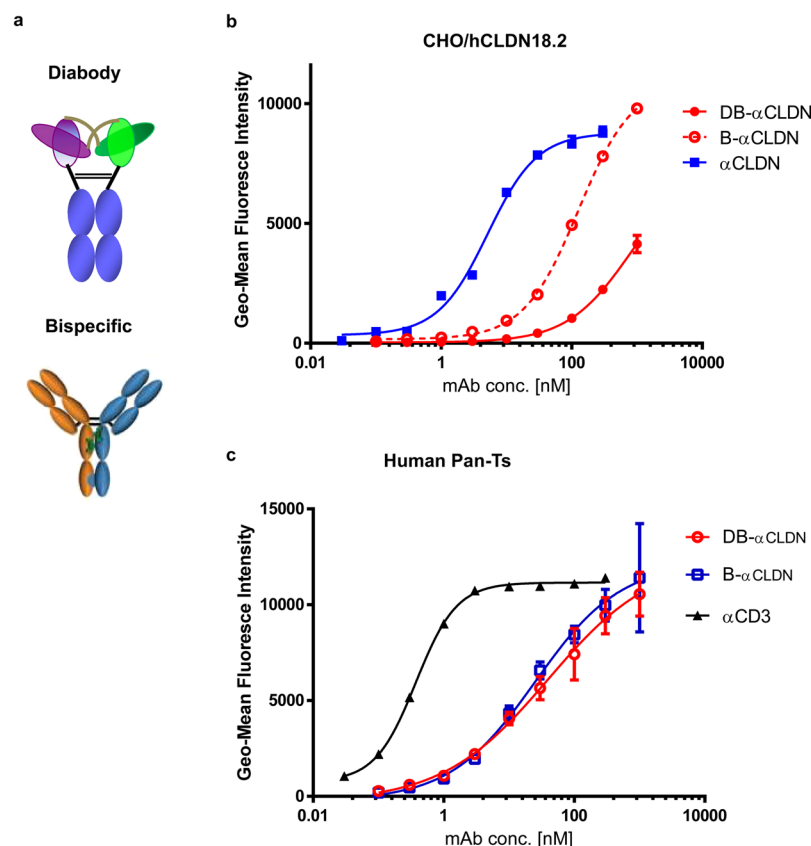 a
Diabody
Bispecific
b
CHO/hCLDN18.2
Geo-Mean Fluoresce Intensity
10000
5000
0
0.01
1
100
10000
mAb conc. [nM]
DB-αCLDN
B-αCLDN
αCLDN
c
Human Pan-Ts
Geo-Mean Fluoresce Intensity
15000
10000
5000
0
0.01
1
100
10000
mAb conc. [nM]
DB-αCLDN
B-αCLDN
αCD3